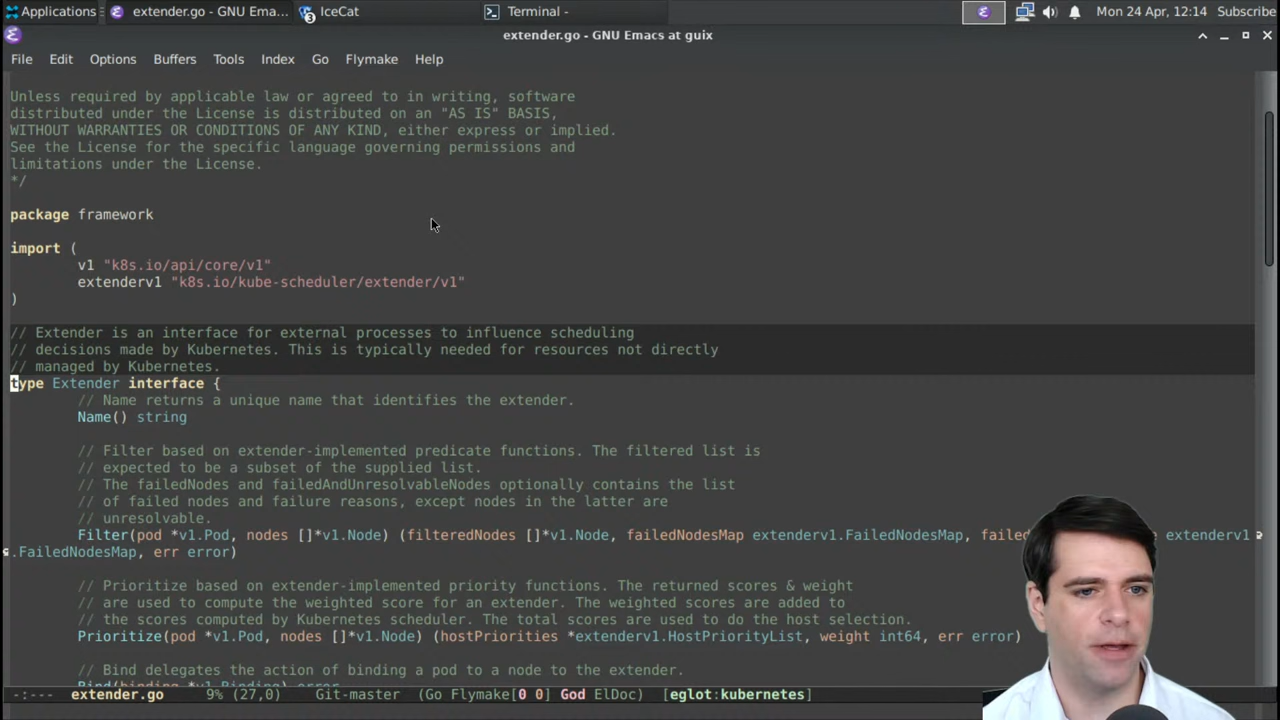 Applications
extender.go - GNU Ema...
3
IceCat
Terminal -
Mon 24 Apr, 12:14
Subscribe
extender.go - GNU Emacs at guix
File Edit Options Buffers Tools Index Go Flymake Help
Unless required by applicable law or agreed to in writing, software
distributed under the License is distributed on an "AS IS" BASIS,
WITHOUT WARRANTIES OR CONDITIONS OF ANY KIND, either express or implied.
See the License for the specific language governing permissions and
limitations under the License.
*/
package framework
import (
v1 "k8s.io/api/core/v1"
extenderv1 "k8s.io/kube-scheduler/extender/v1"
)
// Extender is an interface for external processes to influence scheduling
// decisions made by Kubernetes. This is typically needed for resources not directly
// managed by Kubernetes.
type Extender interface {
// Name returns a unique name that identifies the extender.
Name() string
// Filter based on extender-implemented predicate functions. The filtered list is
// expected to be a subset of the supplied list.
// The failedNodes and failedAndUnresolvableNodes optionally contains the list
// of failed nodes and failure reasons, except nodes in the latter are
// unresolvable.
Filter(pod *v1.Pod, nodes []*v1.Node) (filteredNodes []*v1.Node, failedNodesMap extenderv1.FailedNodesMap, faile e extenderv1
.FailedNodesMap, err error)
// Prioritize based on extender-implemented priority functions. The returned scores & weight
// are used to compute the weighted score for an extender. The weighted scores are added to
// the scores computed by Kubernetes scheduler. The total scores are used to do the host selection.
Prioritize(pod *v1.Pod, nodes []*v1.Node) (hostPriorities *extenderv1.HostPriorityList, weight int64, err error)
// Bind delegates the action of binding a pod to a node to the extender.
Bind(binding *v1.Binding) error
-:--- extender.go 9% (27,0) Git-master (Go Flymake[0 0] God ElDoc) [eglot:kubernetes]